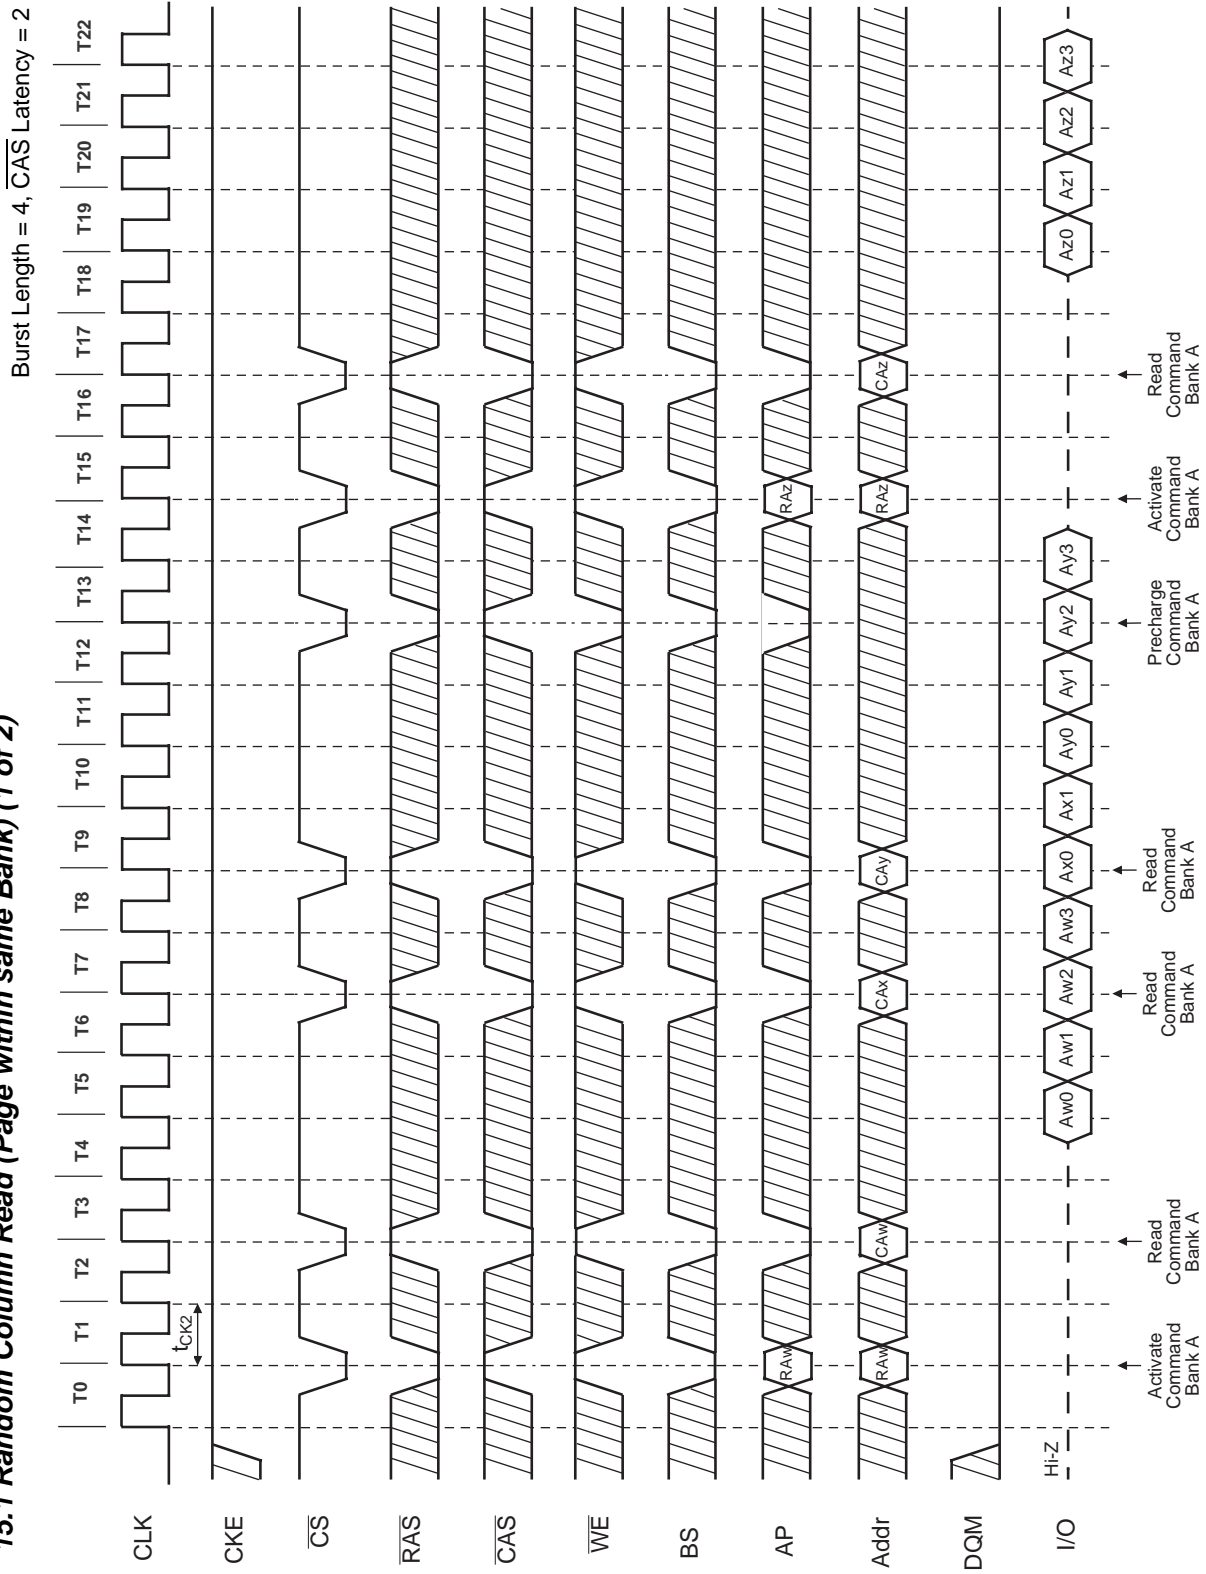 15.1 Random Column Read (Page within same Bank) (1 of 2)
Burst Length = 4, CAS Latency = 2
T0 T1 T2 T3 T4 T5 T6 T7 T8 T9 T10 T11 T12 T13 T14 T15 T16 T17 T18 T19 T20 T21 T22
CLK
tCK2
CKE
CS
RAS
CAS
WE
BS
AP
RAw RAz
Addr
RAw CAw CAx CAy RAz CAz
DQM
I/O
Hi-Z
Aw0 Aw1 Aw2 Aw3 Ax0 Ax1 Ay0 Ay1 Ay2 Ay3 Az0 Az1 Az2 Az3
Activate
Command
Bank A
Read
Command
Bank A
Read
Command
Bank A
Read
Command
Bank A
Precharge
Command
Bank A
Activate
Command
Bank A
Read
Command
Bank A